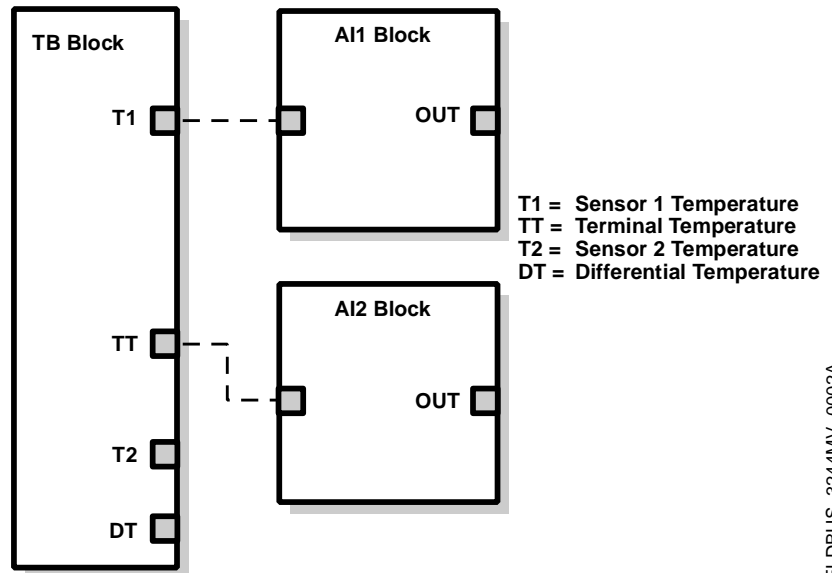 TB Block
AI1 Block
T1
OUT
T1 = Sensor 1 Temperature
TT = Terminal Temperature
T2 = Sensor 2 Temperature
DT = Differential Temperature
AI2 Block
TT
OUT
T2
DT